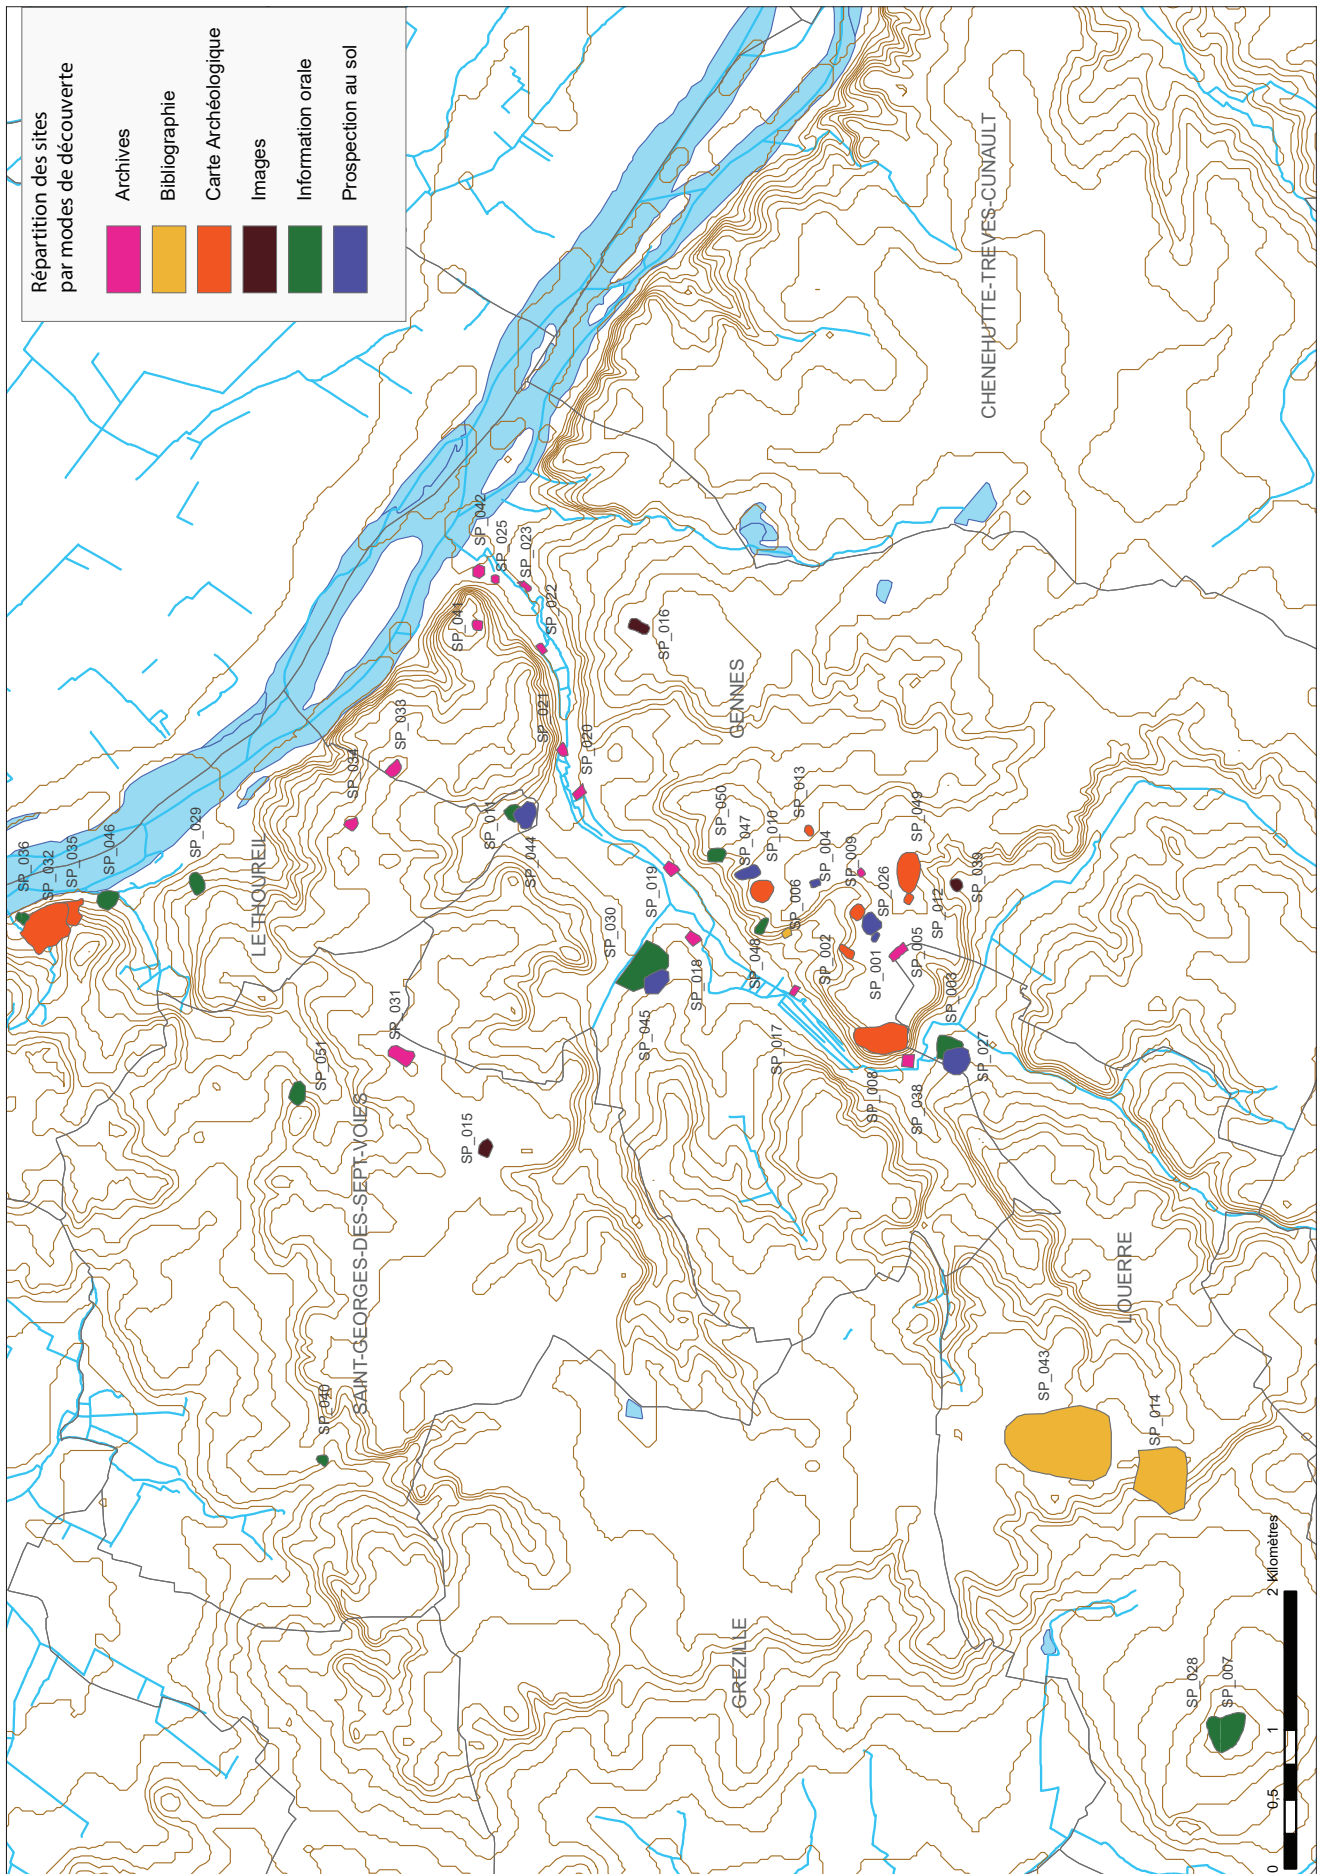 Répartition des sites
par modes de découverte
Archives
Bibliographie
Carte Archéologique
Images
Information orale
Prospection au sol
SP_036
SP_032
SP_035
SP_046
SP_029
LE THOUREIL
SP_034
SP_033
SP_041
SP_042
SP_025
SP_023
SP_022
SP_021
SP_020
SP_011
SP_044
SP_016
GENNES
CHENEHUTTE-TREVES-CUNAULT
SP_051
SP_031
SAINT-GEORGES-DES-SEPT-VOIES
SP_015
SP_040
SP_030
SP_019
SP_018
SP_045
SP_050
SP_047
SP_010
SP_013
SP_048
SP_006
SP_004
SP_009
SP_049
SP_002
SP_026
SP_001
SP_012
SP_039
SP_005
SP_003
SP_017
SP_008
SP_038
SP_027
LOUERRE
SP_043
SP_014
GREZILLE
SP_028
SP_007
0
0,5
1
2 Kilomètres